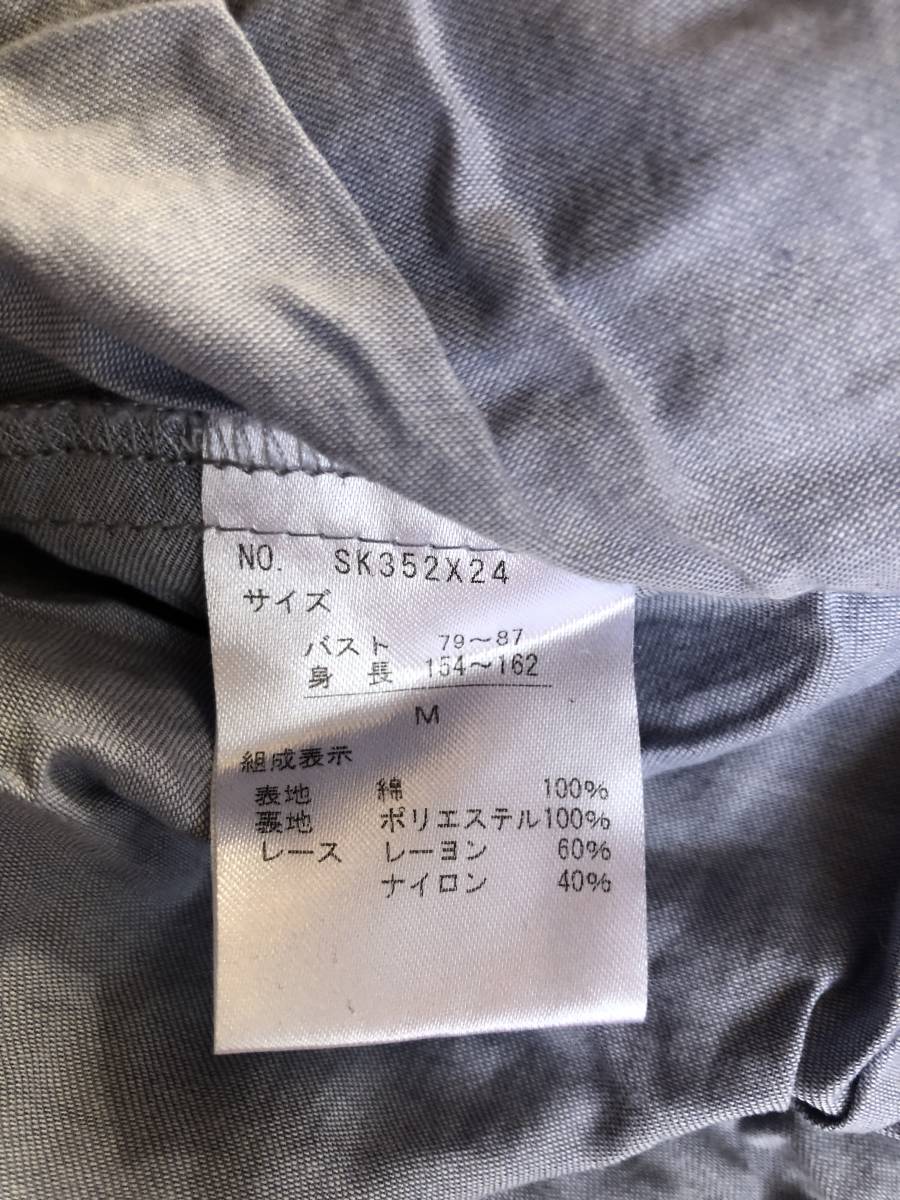 NO. SK352X24
サイズ
バスト 79～87
身長 154～162
M
組成表示
表地 綿 100%
裏地 ポリエステル100%
レース レーヨン 60%
ナイロン 40%